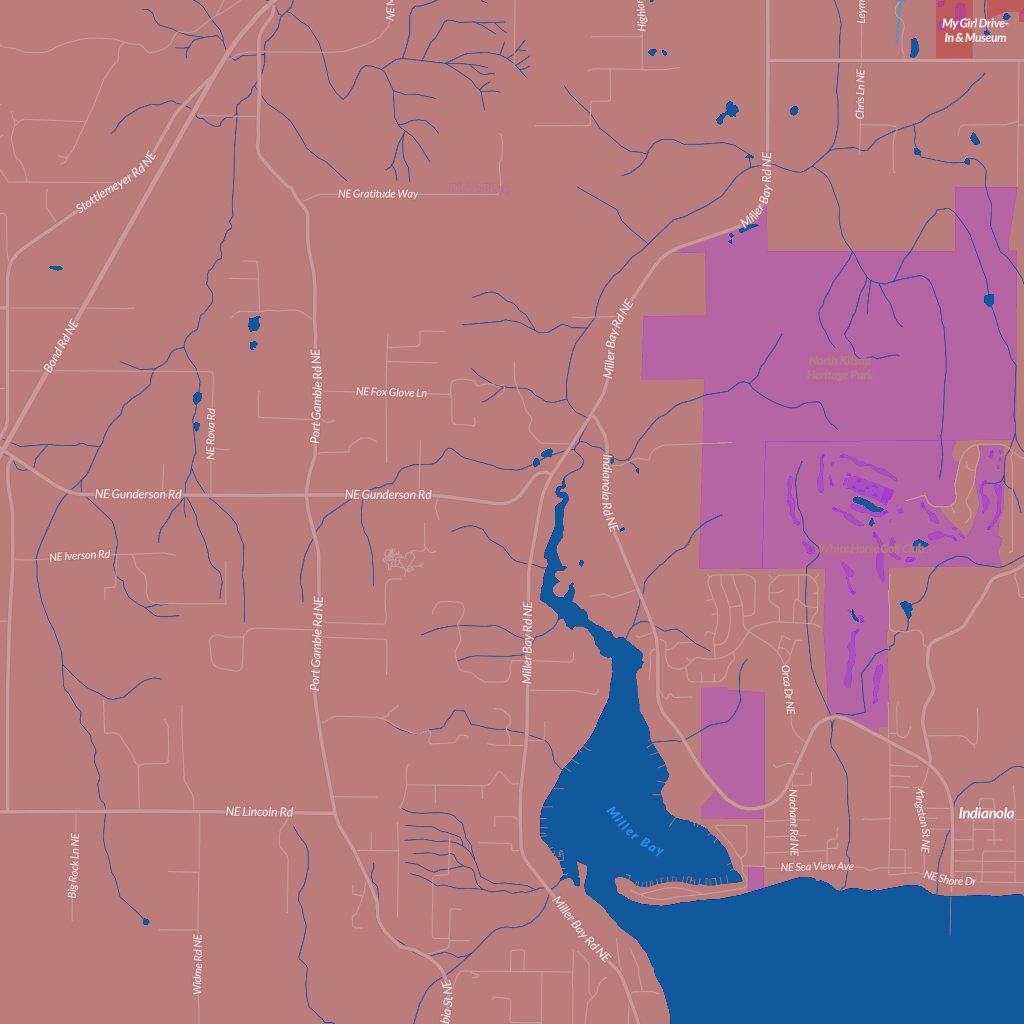 My Girl Drive-
In & Museum
Chris Ln NE
Stottlemeyer Rd NE
Miller Bay Rd NE
NE Gratitude Way
Bond Rd NE
Miller Bay Rd NE
Port Gamble Rd NE
North Kitsap
Heritage Park
NE Fox Glove Ln
NE Rova Rd
Indianola Rd NE
NE Gunderson Rd
NE Gunderson Rd
NE Iverson Rd
White Horse Golf Club
Port Gamble Rd NE
Miller Bay Rd NE
Orca Dr NE
NE Lincoln Rd
Miller Bay
Nachant Rd NE
Kingston St NE
Indianola
Big Rock Ln NE
NE Sea View Ave
NE Shore Dr
Miller Bay Rd NE
Widme Rd NE